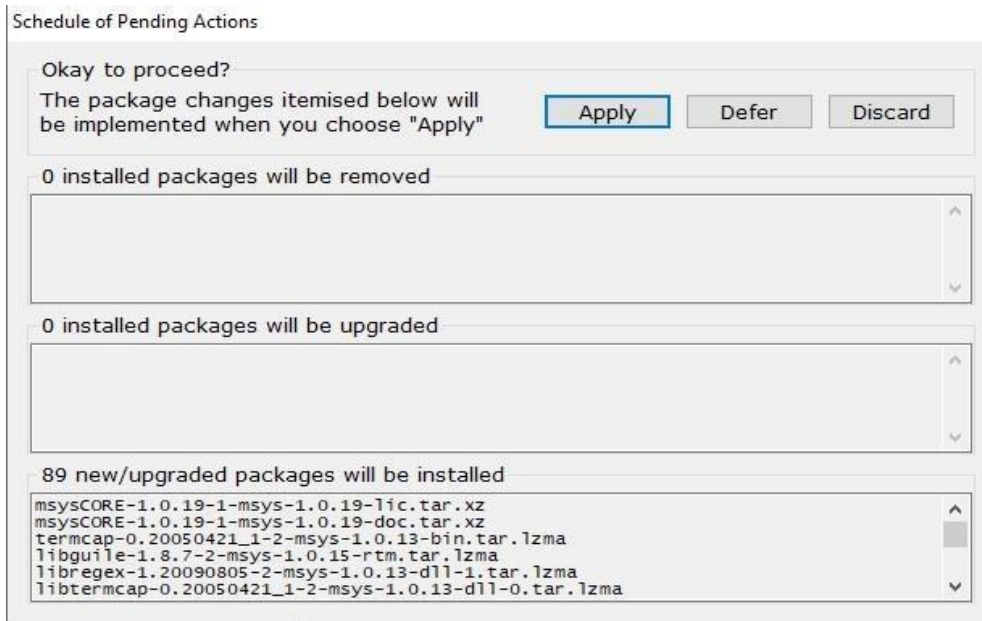 Schedule of Pending Actions
Okay to proceed?
The package changes itemised below will
be implemented when you choose "Apply"
Apply
Defer
Discard
0 installed packages will be removed
0 installed packages will be upgraded
89 new/upgraded packages will be installed
msysCORE-1.0.19-1-msys-1.0.19-lic.tar.xz
msysCORE-1.0.19-1-msys-1.0.19-doc.tar.xz
termcap-0.20050421_1-2-msys-1.0.13-bin.tar.lzma
libguile-1.8.7-2-msys-1.0.15-rtm.tar.lzma
libregex-1.20090805-2-msys-1.0.13-dll-1.tar.lzma
libtermcap-0.20050421_1-2-msys-1.0.13-dll-0.tar.lzma